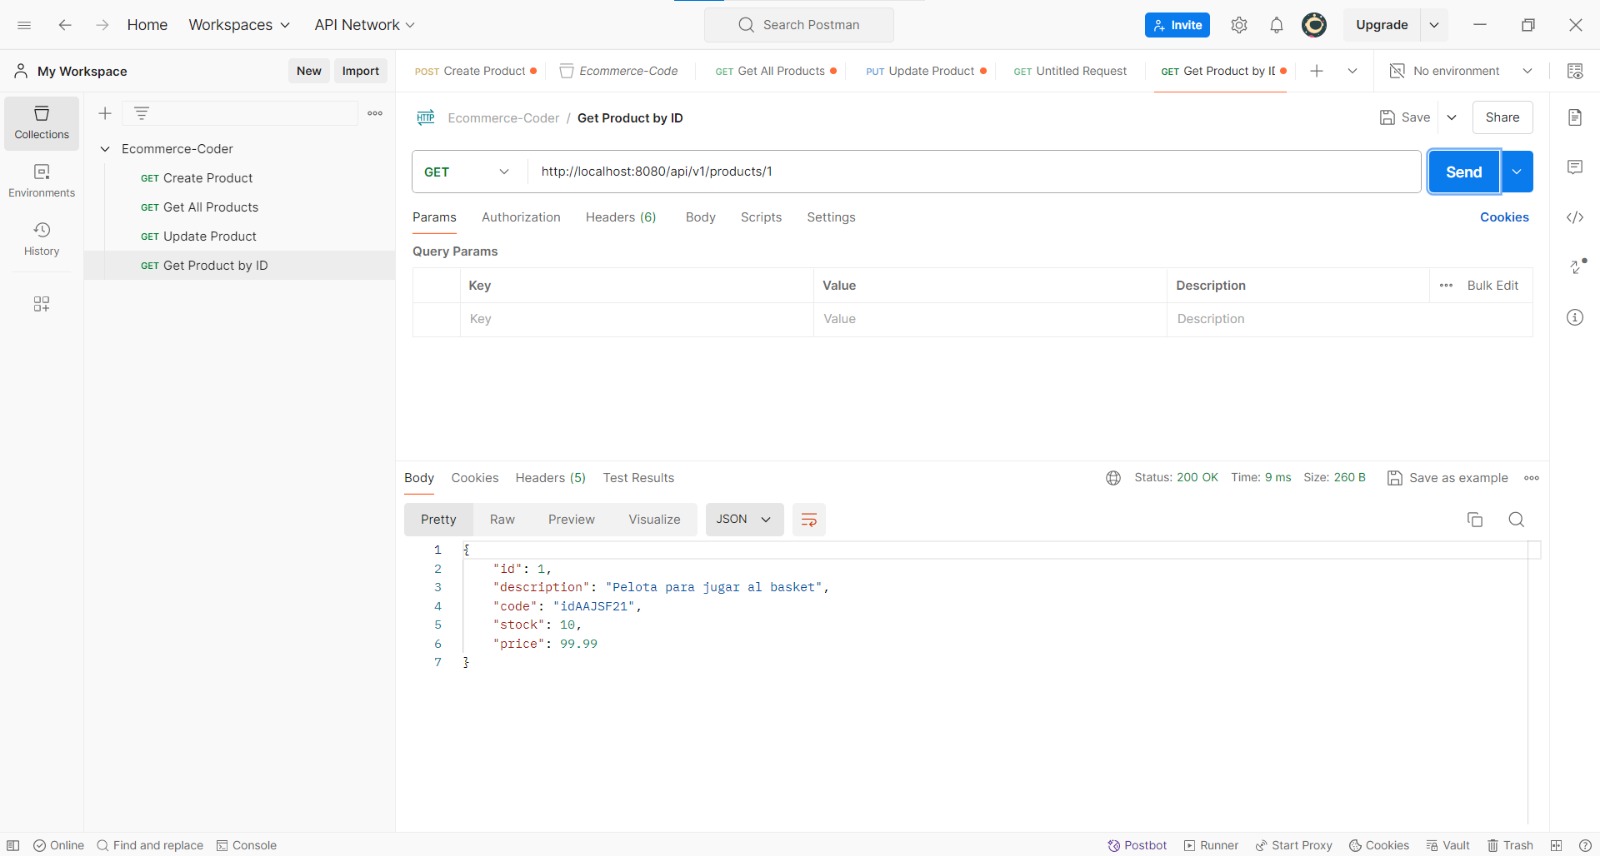 Home Workspaces API Network Search Postman Invite Upgrade
My Workspace New Import POST Create Product Ecommerce-Code GET Get All Products PUT Update Product GET Untitled Request GET Get Product by ID No environment
Collections
Environments
History
Ecommerce-Coder
GET Create Product
GET Get All Products
GET Update Product
GET Get Product by ID
HTTP Ecommerce-Coder / Get Product by ID Save Share
GET http://localhost:8080/api/v1/products/1 Send
Params Authorization Headers (6) Body Scripts Settings Cookies
Query Params
Key Value Description Bulk Edit
Key Value Description
Body Cookies Headers (5) Test Results Status: 200 OK Time: 9 ms Size: 260 B Save as example
Pretty Raw Preview Visualize JSON
1 {
2 "id": 1,
3 "description": "Pelota para jugar al basket",
4 "code": "idAAJSF21",
5 "stock": 10,
6 "price": 99.99
7 }
Online Find and replace Console Postbot Runner Start Proxy Cookies Vault Trash